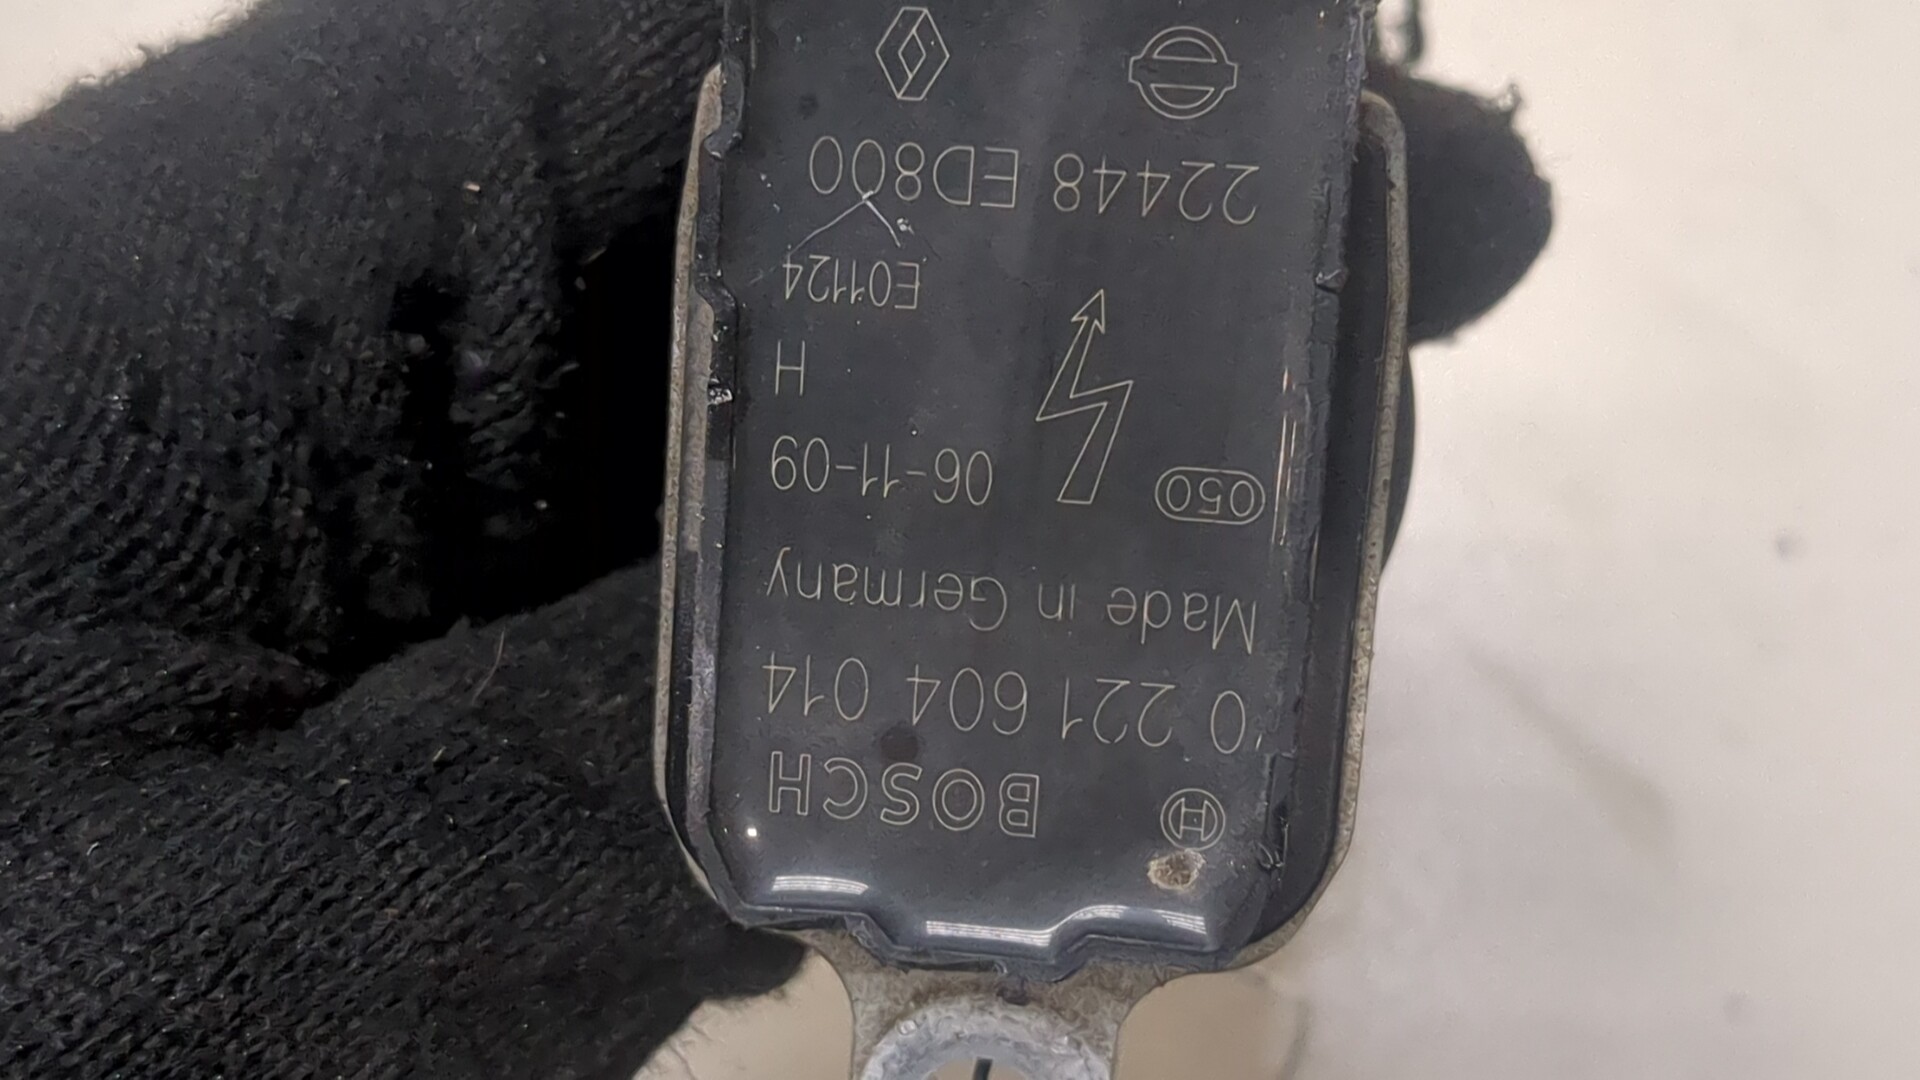 BOSCH
0 221 604 014
Made in Germany
050 06-11-09
H
E01124
22448 ED800